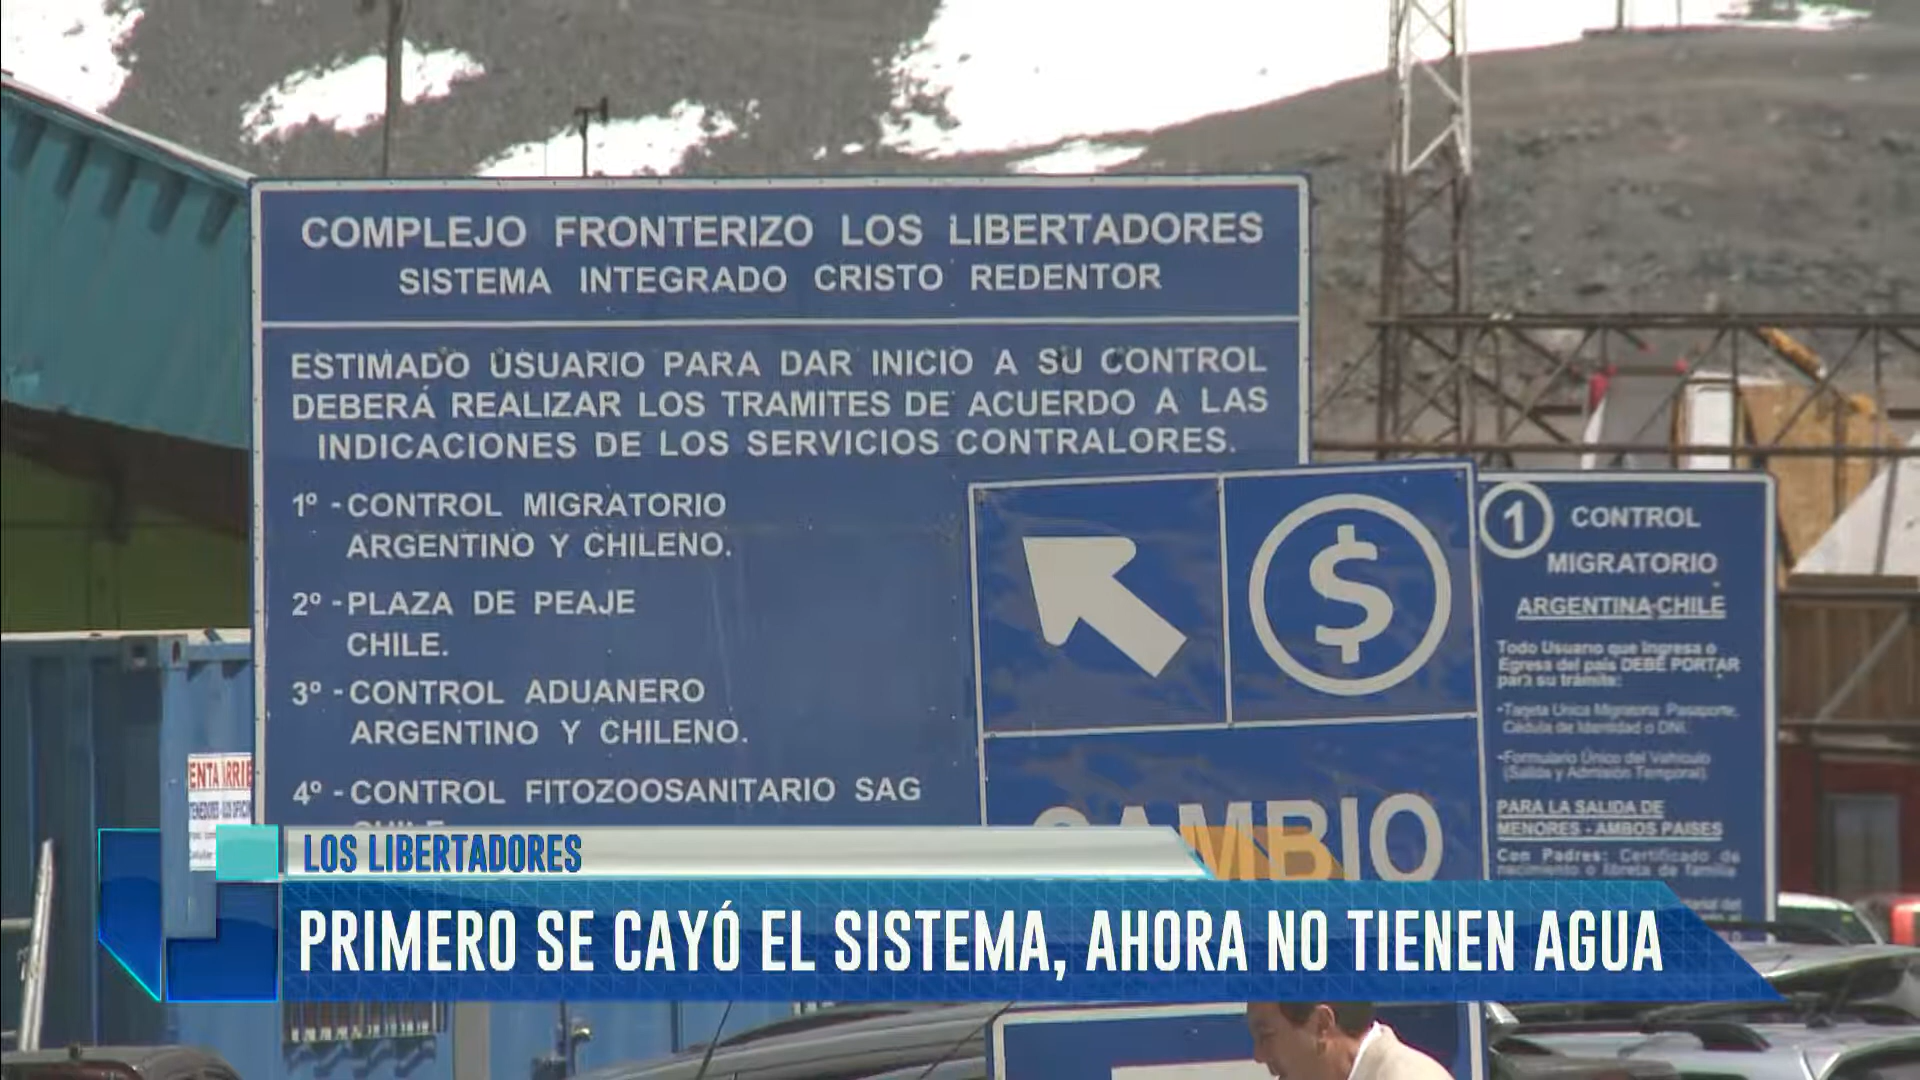 COMPLEJO FRONTERIZO LOS LIBERTADORES
SISTEMA INTEGRADO CRISTO REDENTOR
ESTIMADO USUARIO PARA DAR INICIO A SU CONTROL
DEBERÁ REALIZAR LOS TRAMITES DE ACUERDO A LAS
INDICACIONES DE LOS SERVICIOS CONTRALORES.
1º - CONTROL MIGRATORIO
ARGENTINO Y CHILENO.
2º - PLAZA DE PEAJE
CHILE.
3º - CONTROL ADUANERO
ARGENTINO Y CHILENO.
4º - CONTROL FITOZOOSANITARIO SAG
$
CAMBIO
1 CONTROL
MIGRATORIO
ARGENTINA-CHILE
Todo Usuario que Ingresa o
Egresa del país DEBE PORTAR
para su trámite:
•Tarjeta Única Migratoria: Pasaporte,
Cédula de Identidad o DNI.
•Formulario Único del Vehículo
(Salida y Admisión Temporal)
PARA LA SALIDA DE
MENORES - AMBOS PAISES
Con Padres: Certificado de
nacimiento o libreta de familia
LOS LIBERTADORES
PRIMERO SE CAYÓ EL SISTEMA, AHORA NO TIENEN AGUA